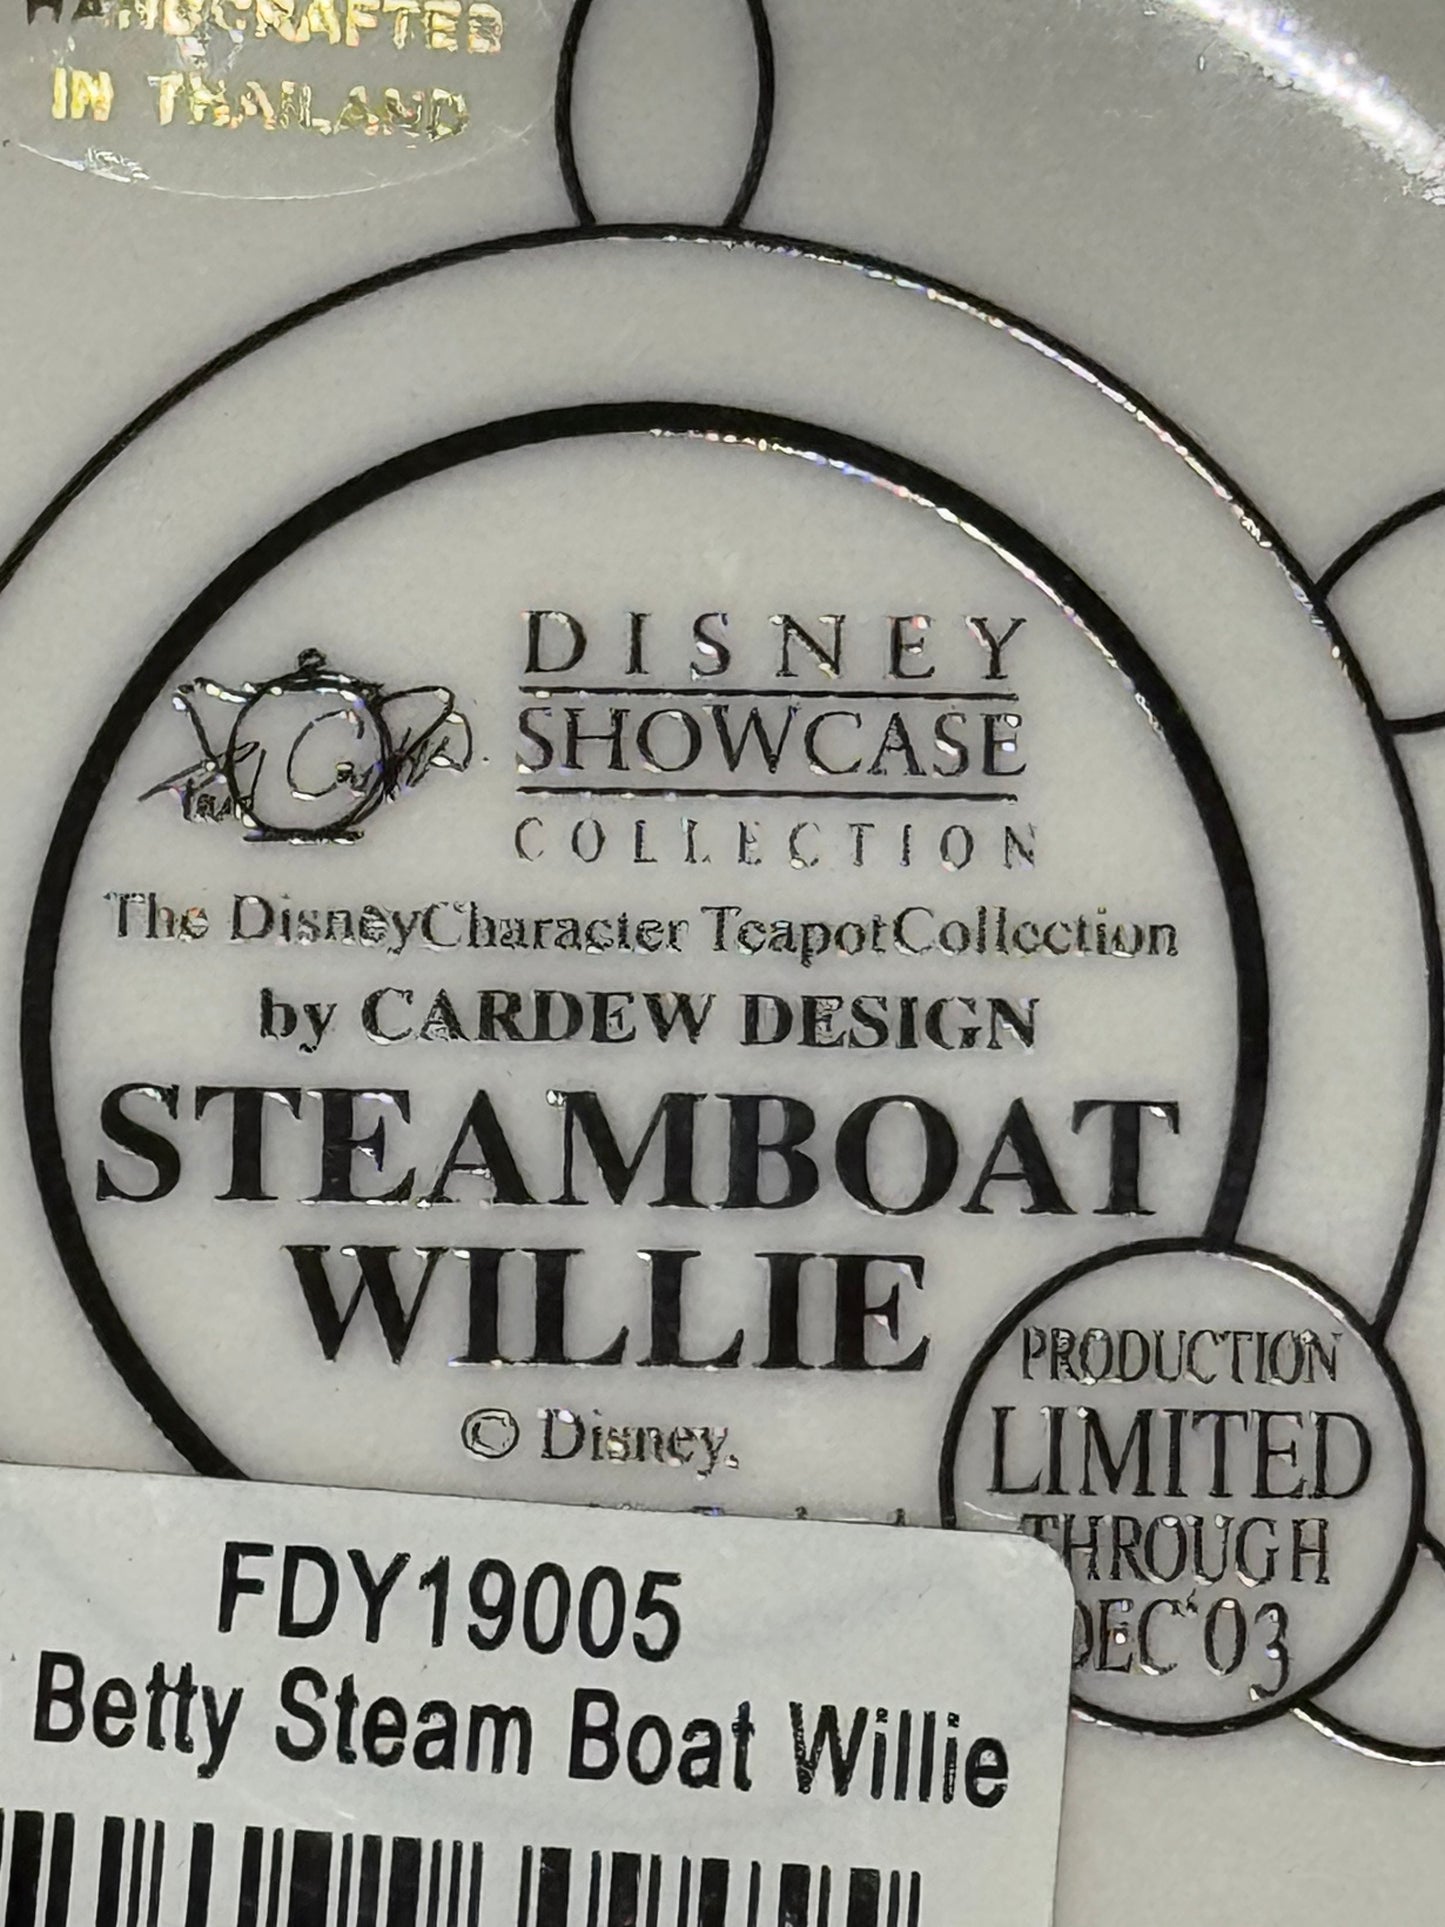 HANDCRAFTED
IN THAILAND
DISNEY
SHOWCASE
COLLECTION
The DisneyCharacter TeapotCollection
by CARDEW DESIGN
STEAMBOAT
WILLIE
© Disney.
PRODUCTION
LIMITED
THROUGH
DEC‘03
FDY19005
Betty Steam Boat Willie